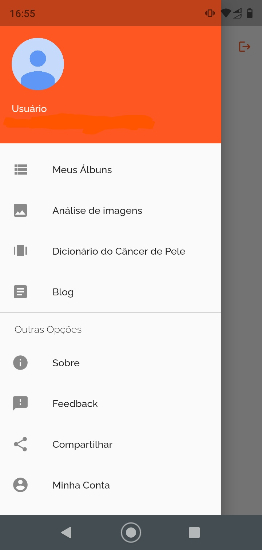 16:55
Usuário
Meus Álbuns
Análise de imagens
Dicionário do Câncer de Pele
Blog
Outras Opções
Sobre
Feedback
Compartilhar
Minha Conta